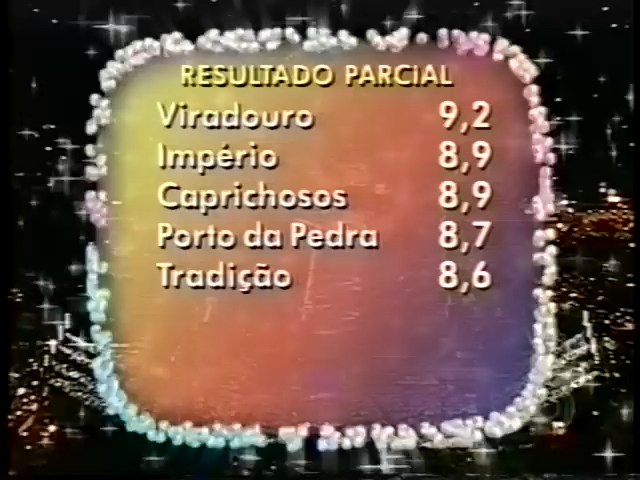 RESULTADO PARCIAL
Viradouro 9,2
Império 8,9
Caprichosos 8,9
Porto da Pedra 8,7
Tradição 8,6